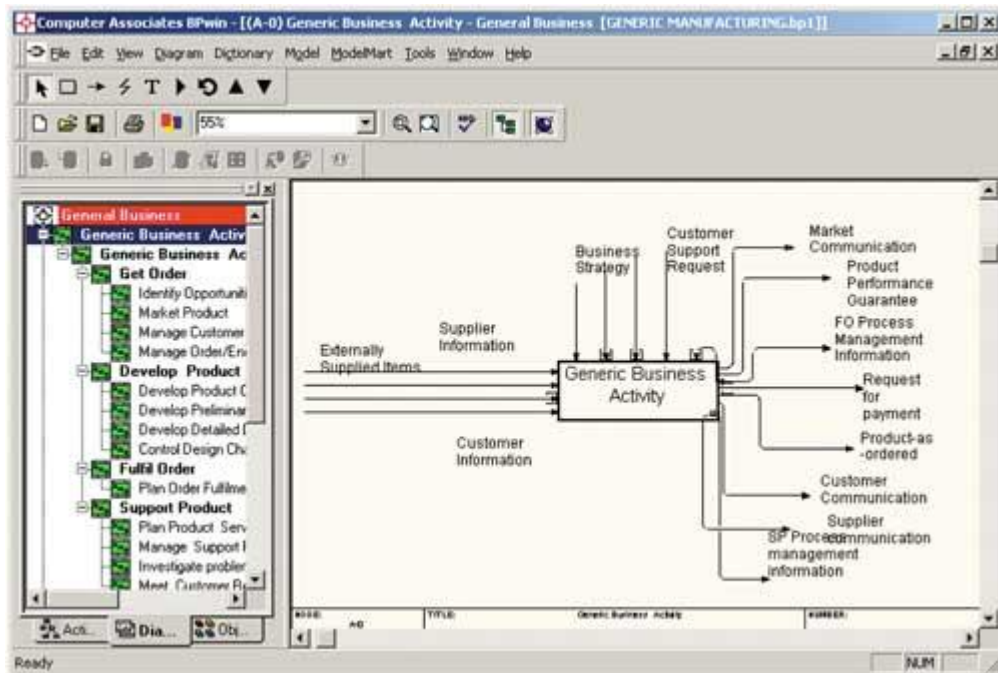 Computer Associates BPwin - [(A-0) Generic Business Activity - General Business [GENERIC MANUFACTURING.bp1]]
File Edit View Diagram Dictionary Model ModelMart Tools Window Help
T
55%
General Business
Generic Business Activ
Generic Business Ac
Get Order
Identify Opportuniti
Market Product
Manage Customer
Manage Order/En
Develop Product
Develop Product C
Develop Preliminar
Develop Detailed
Control Design Cha
Fulfil Order
Plan Order Fulfilme
Support Product
Plan Product Serv
Manage Support
Investigate problem
Meet Customer Re
Acti...
Dia...
Obj...
Business
Strategy
Customer
Support
Request
Market
Communication
Product
Performance
Guarantee
Supplier
Information
FO Process
Management
Information
Externally
Supplied Items
Generic Business
Activity
Request
for
payment
Product-as
-ordered
Customer
Information
Customer
Communication
Supplier
communication
SP Process
management
information
NODE:
A-0
TITLE:
Generic Business Activity
NUMBER:
Ready
NUM